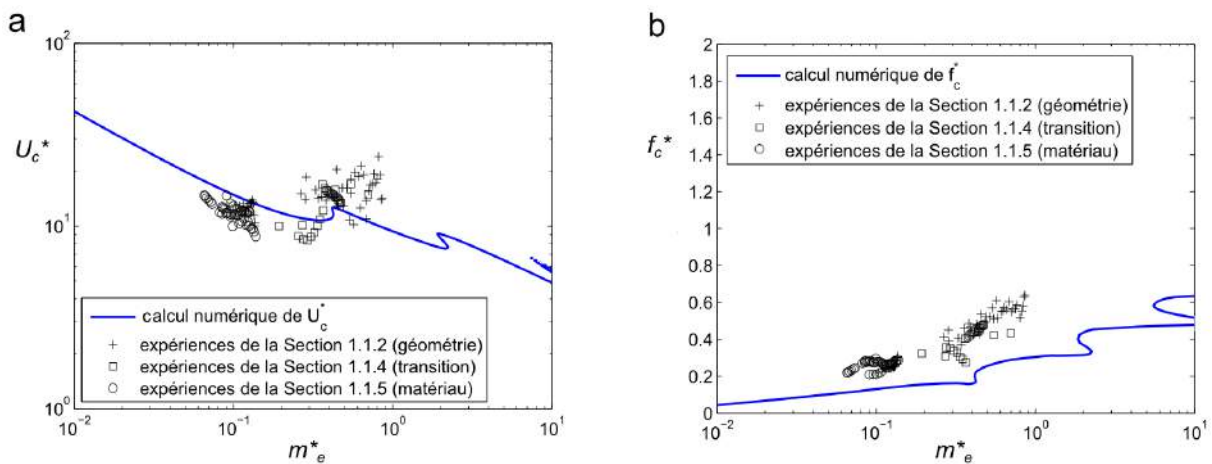 a
10²
10¹
10⁰
U_c*
calcul numérique de U_c^*
expériences de la Section 1.1.2 (géométrie)
expériences de la Section 1.1.4 (transition)
expériences de la Section 1.1.5 (matériau)
10⁻²
10⁻¹
10⁰
10¹
m*_e
b
2
1.8
1.6
1.4
1.2
1
0.8
0.6
0.4
0.2
0
f_c*
calcul numérique de f_c^*
expériences de la Section 1.1.2 (géométrie)
expériences de la Section 1.1.4 (transition)
expériences de la Section 1.1.5 (matériau)
10⁻²
10⁻¹
10⁰
10¹
m*_e